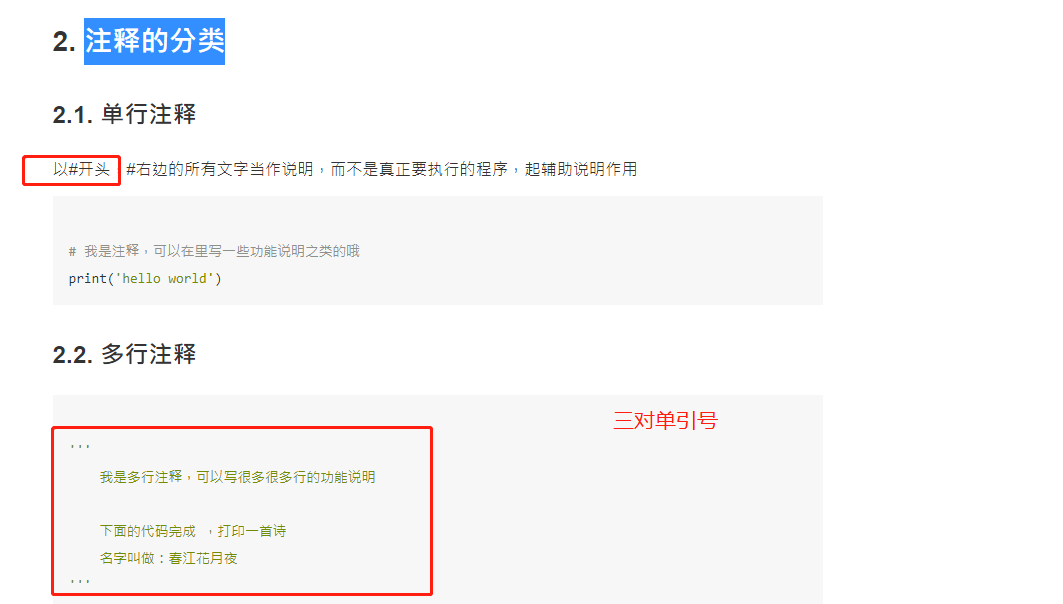 2. 注释的分类
2.1. 单行注释
以#开头 #右边的所有文字当作说明，而不是真正要执行的程序，起辅助说明作用
# 我是注释，可以在里写一些功能说明之类的哦
print('hello world')
2.2. 多行注释
三对单引号
'''
我是多行注释，可以写很多很多行的功能说明
下面的代码完成 ，打印一首诗
名字叫做：春江花月夜
'''